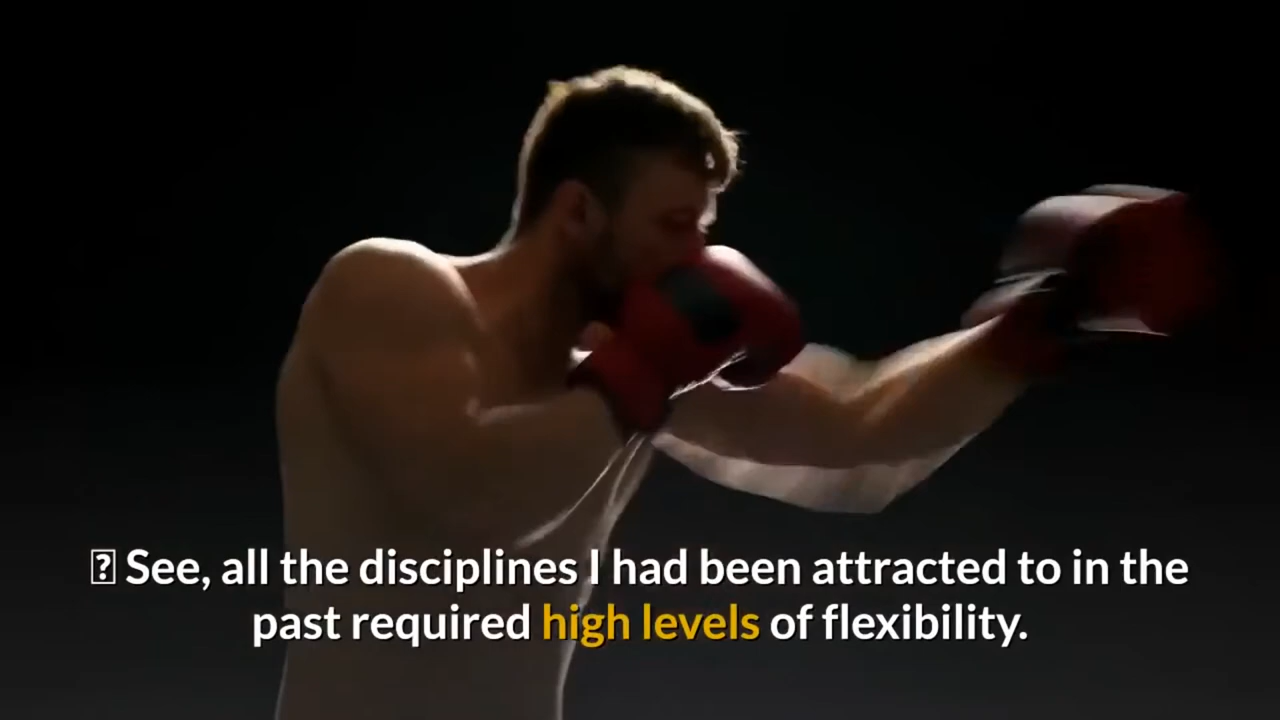 See, all the disciplines I had been attracted to in the
past required high levels of flexibility.